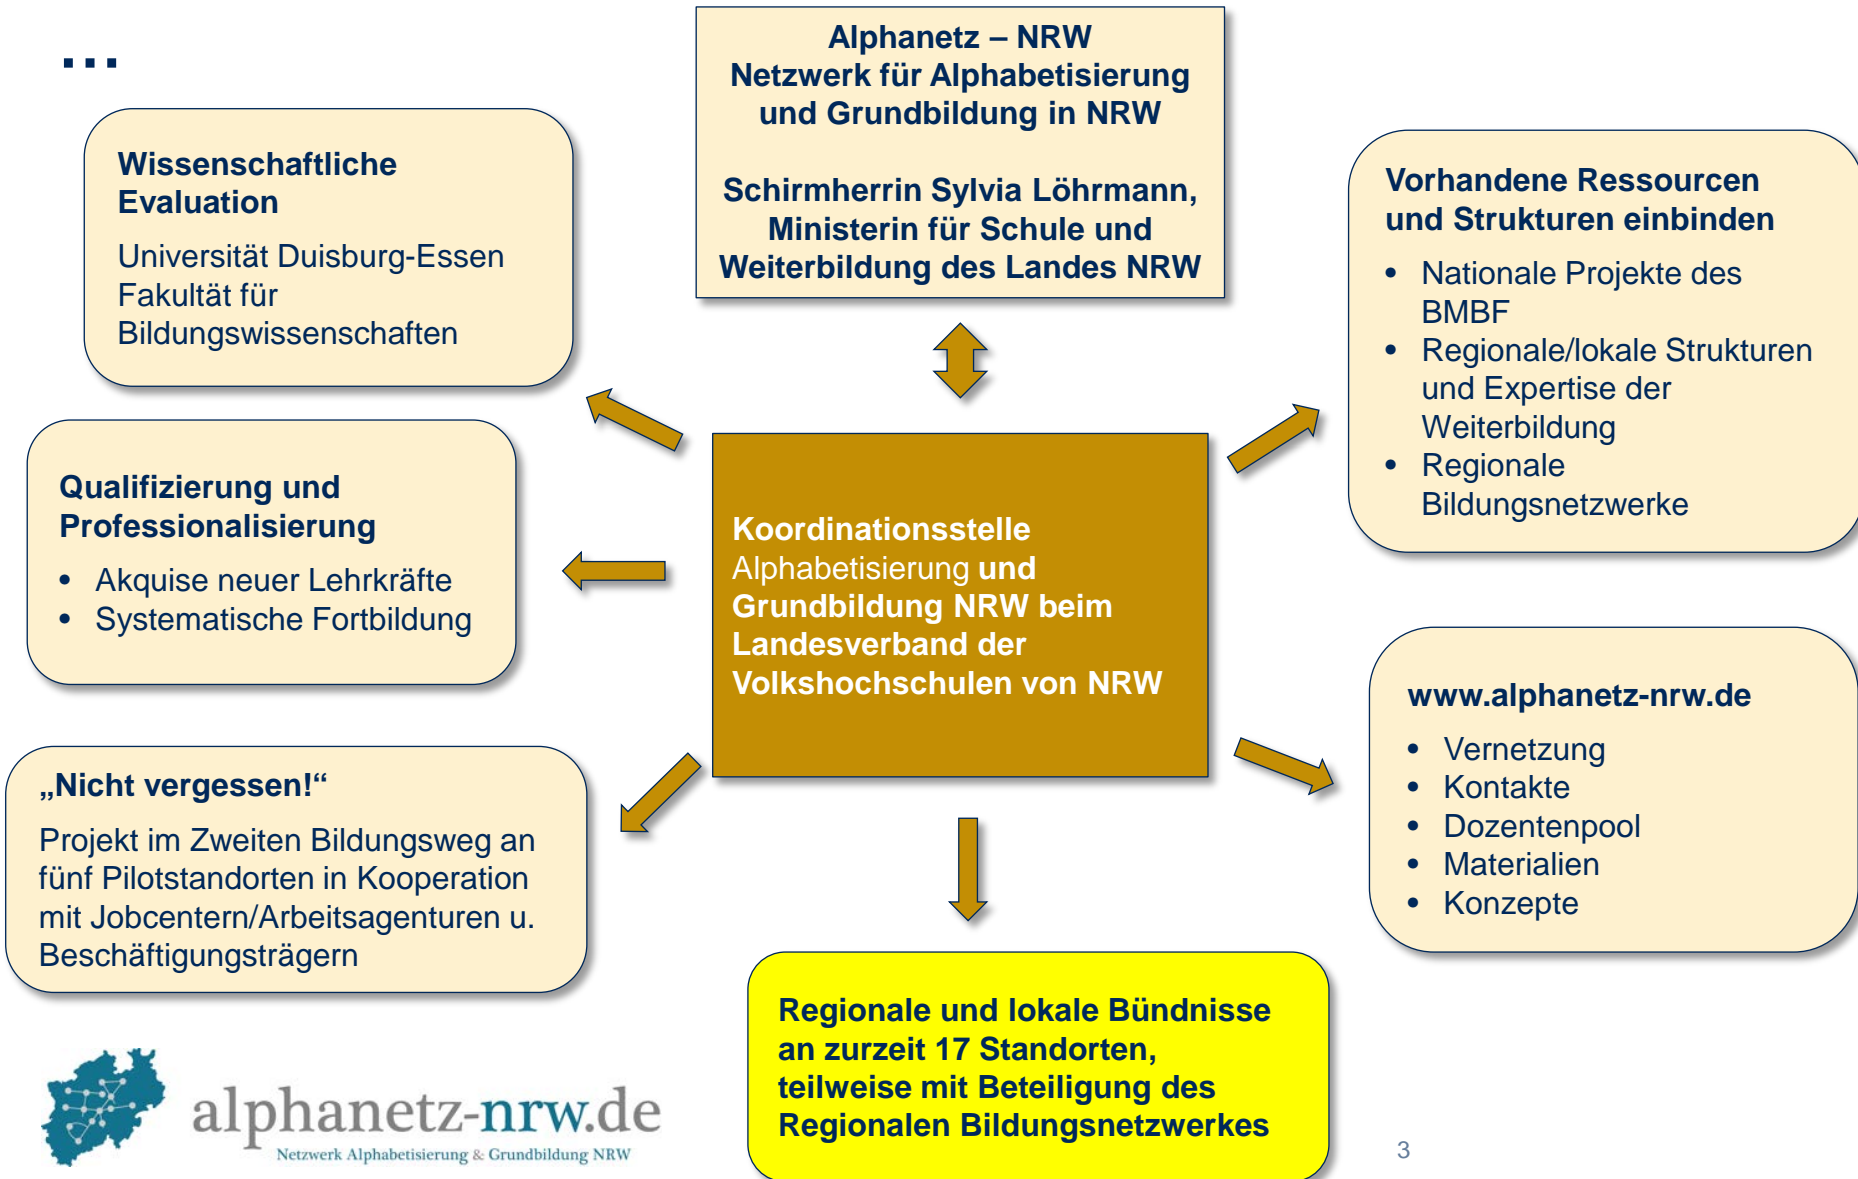 ...
Alphanetz – NRW
Netzwerk für Alphabetisierung
und Grundbildung in NRW
Schirmherrin Sylvia Löhrmann,
Ministerin für Schule und
Weiterbildung des Landes NRW
Wissenschaftliche
Evaluation
Universität Duisburg-Essen
Fakultät für
Bildungswissenschaften
Vorhandene Ressourcen
und Strukturen einbinden
• Nationale Projekte des
BMBF
• Regionale/lokale Strukturen
und Expertise der
Weiterbildung
• Regionale
Bildungsnetzwerke
Qualifizierung und
Professionalisierung
• Akquise neuer Lehrkräfte
• Systematische Fortbildung
Koordinationsstelle
Alphabetisierung und
Grundbildung NRW beim
Landesverband der
Volkshochschulen von NRW
www.alphanetz-nrw.de
• Vernetzung
• Kontakte
• Dozentenpool
• Materialien
• Konzepte
„Nicht vergessen!“
Projekt im Zweiten Bildungsweg an
fünf Pilotstandorten in Kooperation
mit Jobcentern/Arbeitsagenturen u.
Beschäftigungsträgern
Regionale und lokale Bündnisse
an zurzeit 17 Standorten,
teilweise mit Beteiligung des
Regionalen Bildungsnetzwerkes
alphanetz-nrw.de
Netzwerk Alphabetisierung & Grundbildung NRW
3